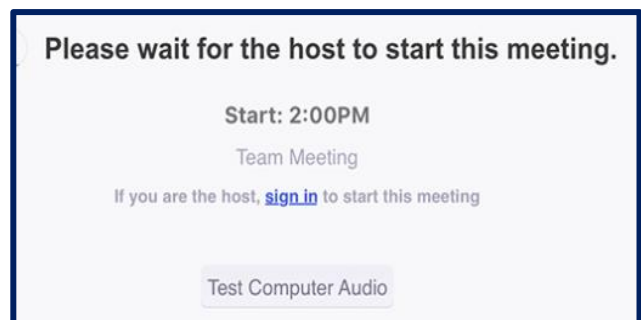 Please wait for the host to start this meeting.
Start: 2:00PM
Team Meeting
If you are the host, sign in to start this meeting
Test Computer Audio